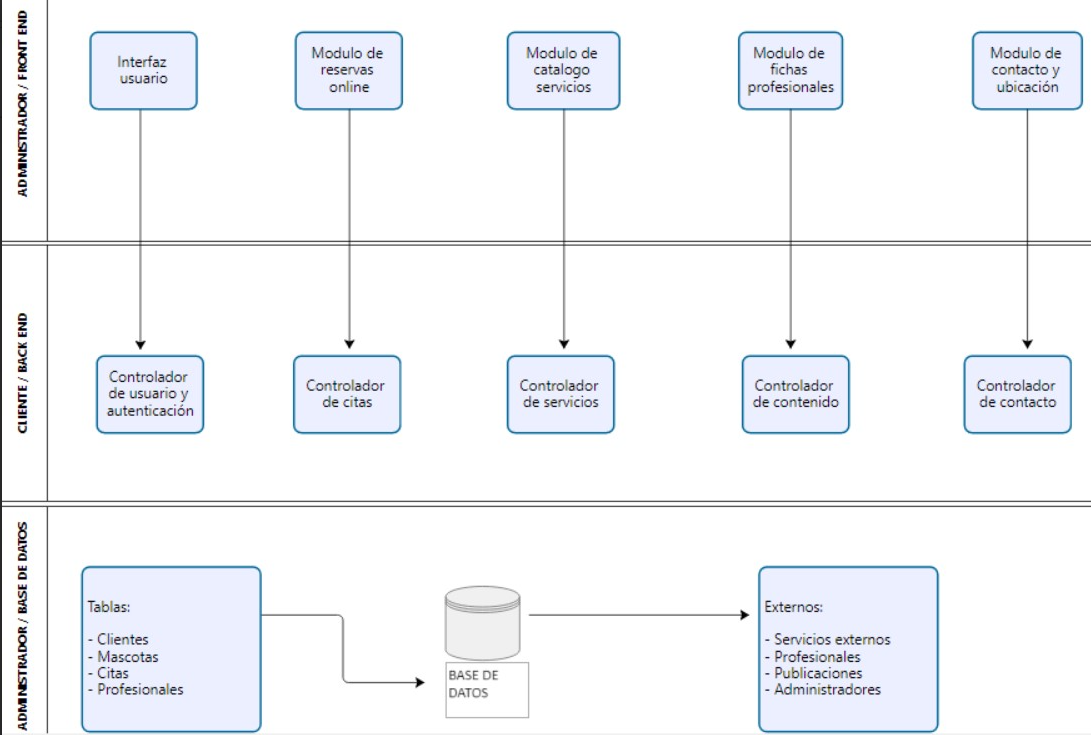 ADMINISTRADOR / FRONT END
Interfaz
usuario
Modulo de
reservas
online
Modulo de
catalogo
servicios
Modulo de
fichas
profesionales
Modulo de
contacto y
ubicación
CLIENTE / BACK END
Controlador
de usuario y
autenticación
Controlador
de citas
Controlador
de servicios
Controlador
de contenido
Controlador
de contacto
ADMINISTRADOR / BASE DE DATOS
Tablas:
- Clientes
- Mascotas
- Citas
- Profesionales
BASE DE
DATOS
Externos:
- Servicios externos
- Profesionales
- Publicaciones
- Administradores